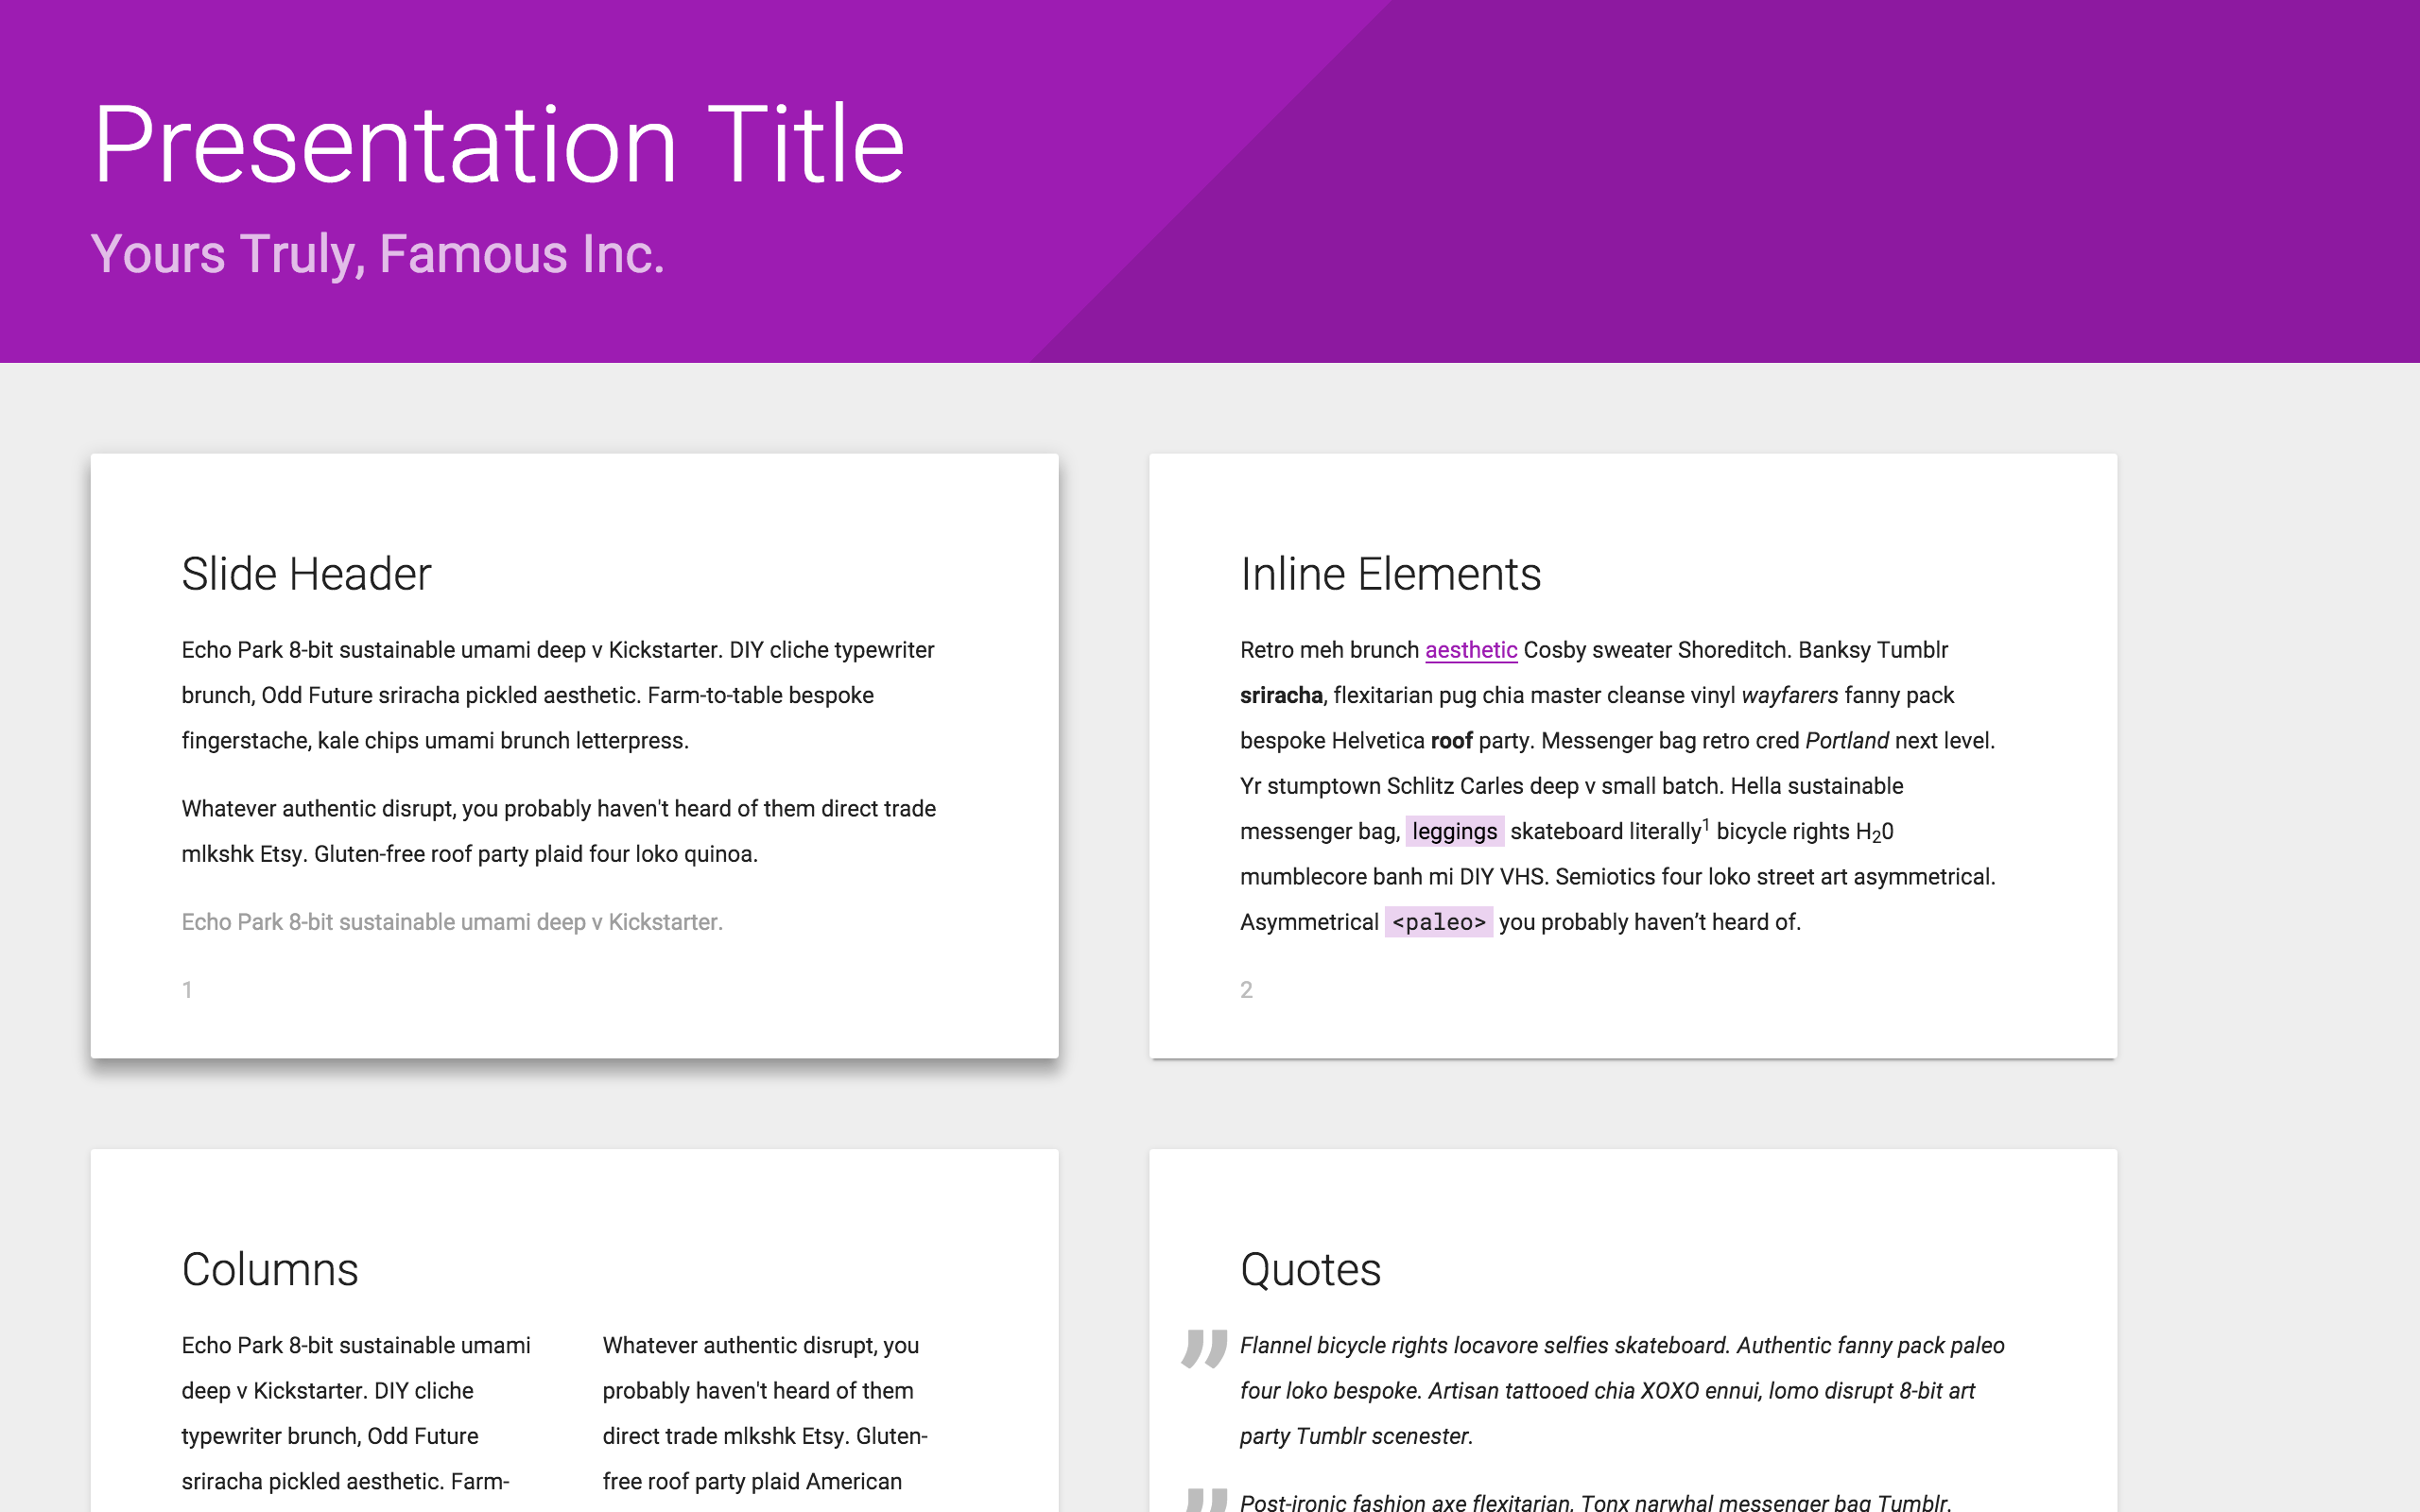 Presentation Title
Yours Truly, Famous Inc.
Slide Header
Echo Park 8-bit sustainable umami deep v Kickstarter. DIY cliche typewriter
brunch, Odd Future sriracha pickled aesthetic. Farm-to-table bespoke
fingerstache, kale chips umami brunch letterpress.
Whatever authentic disrupt, you probably haven't heard of them direct trade
mlkshk Etsy. Gluten-free roof party plaid four loko quinoa.
Echo Park 8-bit sustainable umami deep v Kickstarter.
1
Inline Elements
Retro meh brunch aesthetic Cosby sweater Shoreditch. Banksy Tumblr
sriracha, flexitarian pug chia master cleanse vinyl wayfarers fanny pack
bespoke Helvetica roof party. Messenger bag retro cred Portland next level.
Yr stumptown Schlitz Carles deep v small batch. Hella sustainable
messenger bag, leggings skateboard literally¹ bicycle rights H₂0
mumblecore banh mi DIY VHS. Semiotics four loko street art asymmetrical.
Asymmetrical <paleo> you probably haven’t heard of.
2
Columns
Echo Park 8-bit sustainable umami
deep v Kickstarter. DIY cliche
typewriter brunch, Odd Future
sriracha pickled aesthetic. Farm-
Whatever authentic disrupt, you
probably haven't heard of them
direct trade mlkshk Etsy. Gluten-
free roof party plaid American
Quotes
” Flannel bicycle rights locavore selfies skateboard. Authentic fanny pack paleo
four loko bespoke. Artisan tattooed chia XOXO ennui, lomo disrupt 8-bit art
party Tumblr scenester.
” Post-ironic fashion axe flexitarian, Tonx narwhal messenger bag Tumblr.